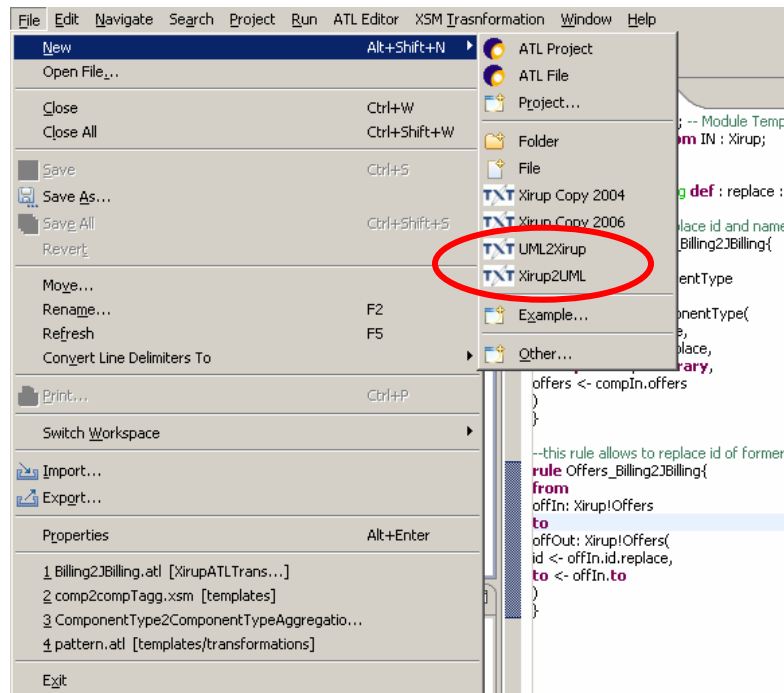 File Edit Navigate Search Project Run ATL Editor XSM Trasnformation Window Help
New Alt+Shift+N
Open File...
Close Ctrl+W
Close All Ctrl+Shift+W
Save Ctrl+S
Save As...
Save All Ctrl+Shift+S
Revert
Move...
Rename... F2
Refresh F5
Convert Line Delimiters To
Print... Ctrl+P
Switch Workspace
Import...
Export...
Properties Alt+Enter
1 Billing2JBilling.atl [XirupATLTrans...]
2 comp2compTagg.xsm [templates]
3 ComponentType2ComponentTypeAggregatio...
4 pattern.atl [templates/transformations]
Exit
ATL Project
ATL File
Project...
Folder
File
TXT Xirup Copy 2004
TXT Xirup Copy 2006
TXT UML2Xirup
TXT Xirup2UML
Example...
Other...
; -- Module Temp
om IN : Xirup;
g def : replace :
lace id and name
_Billing2JBilling{
entType
onentType(
e,
place,
rary,
offers <- compIn.offers
)
}
--this rule allows to replace id of former
rule Offers_Billing2JBilling{
from
offIn: Xirup!Offers
to
offOut: Xirup!Offers(
id <- offIn.id.replace,
to <- offIn.to
)
}